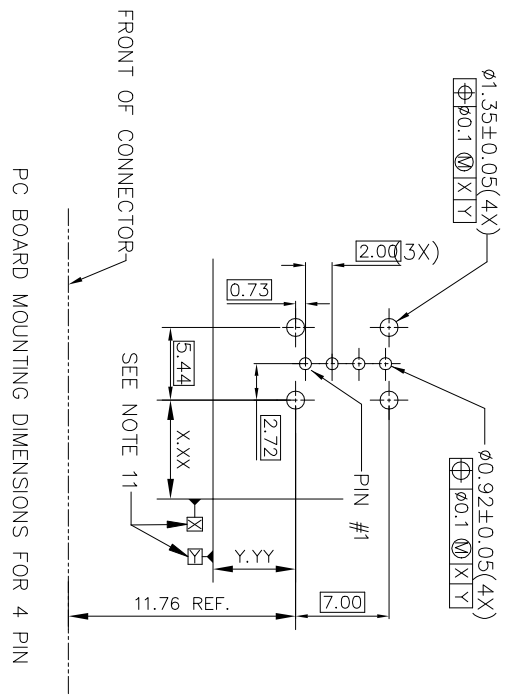 Ø1.35±0.05(4X)
⌖ Ø0.1 Ⓜ X Y
Ø0.92±0.05(4X)
⌖ Ø0.1 Ⓜ X Y
2.00(3X)
0.73
5.44
2.72
X.XX
PIN #1
SEE NOTE 11
X
Y
Y.YY
7.00
11.76 REF.
FRONT OF CONNECTOR
PC BOARD MOUNTING DIMENSIONS FOR 4 PIN